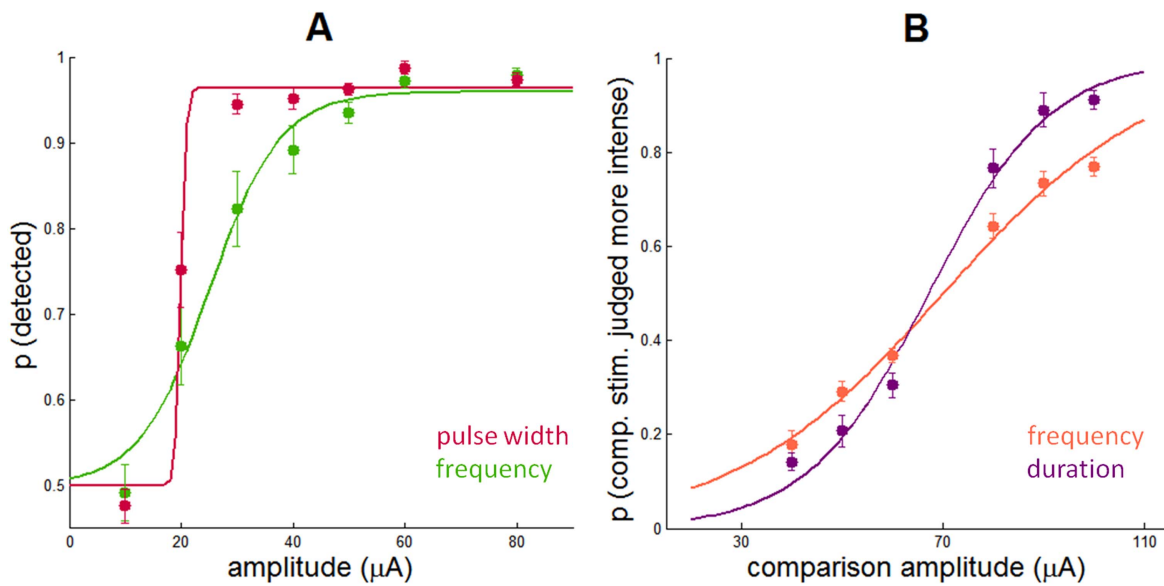 A
p (detected)
1
0.9
0.8
0.7
0.6
0.5
0
20
40
60
80
amplitude (μA)
pulse width
frequency
B
p (comp. stim. judged more intense)
1
0.8
0.6
0.4
0.2
0
30
70
110
comparison amplitude (μA)
frequency
duration